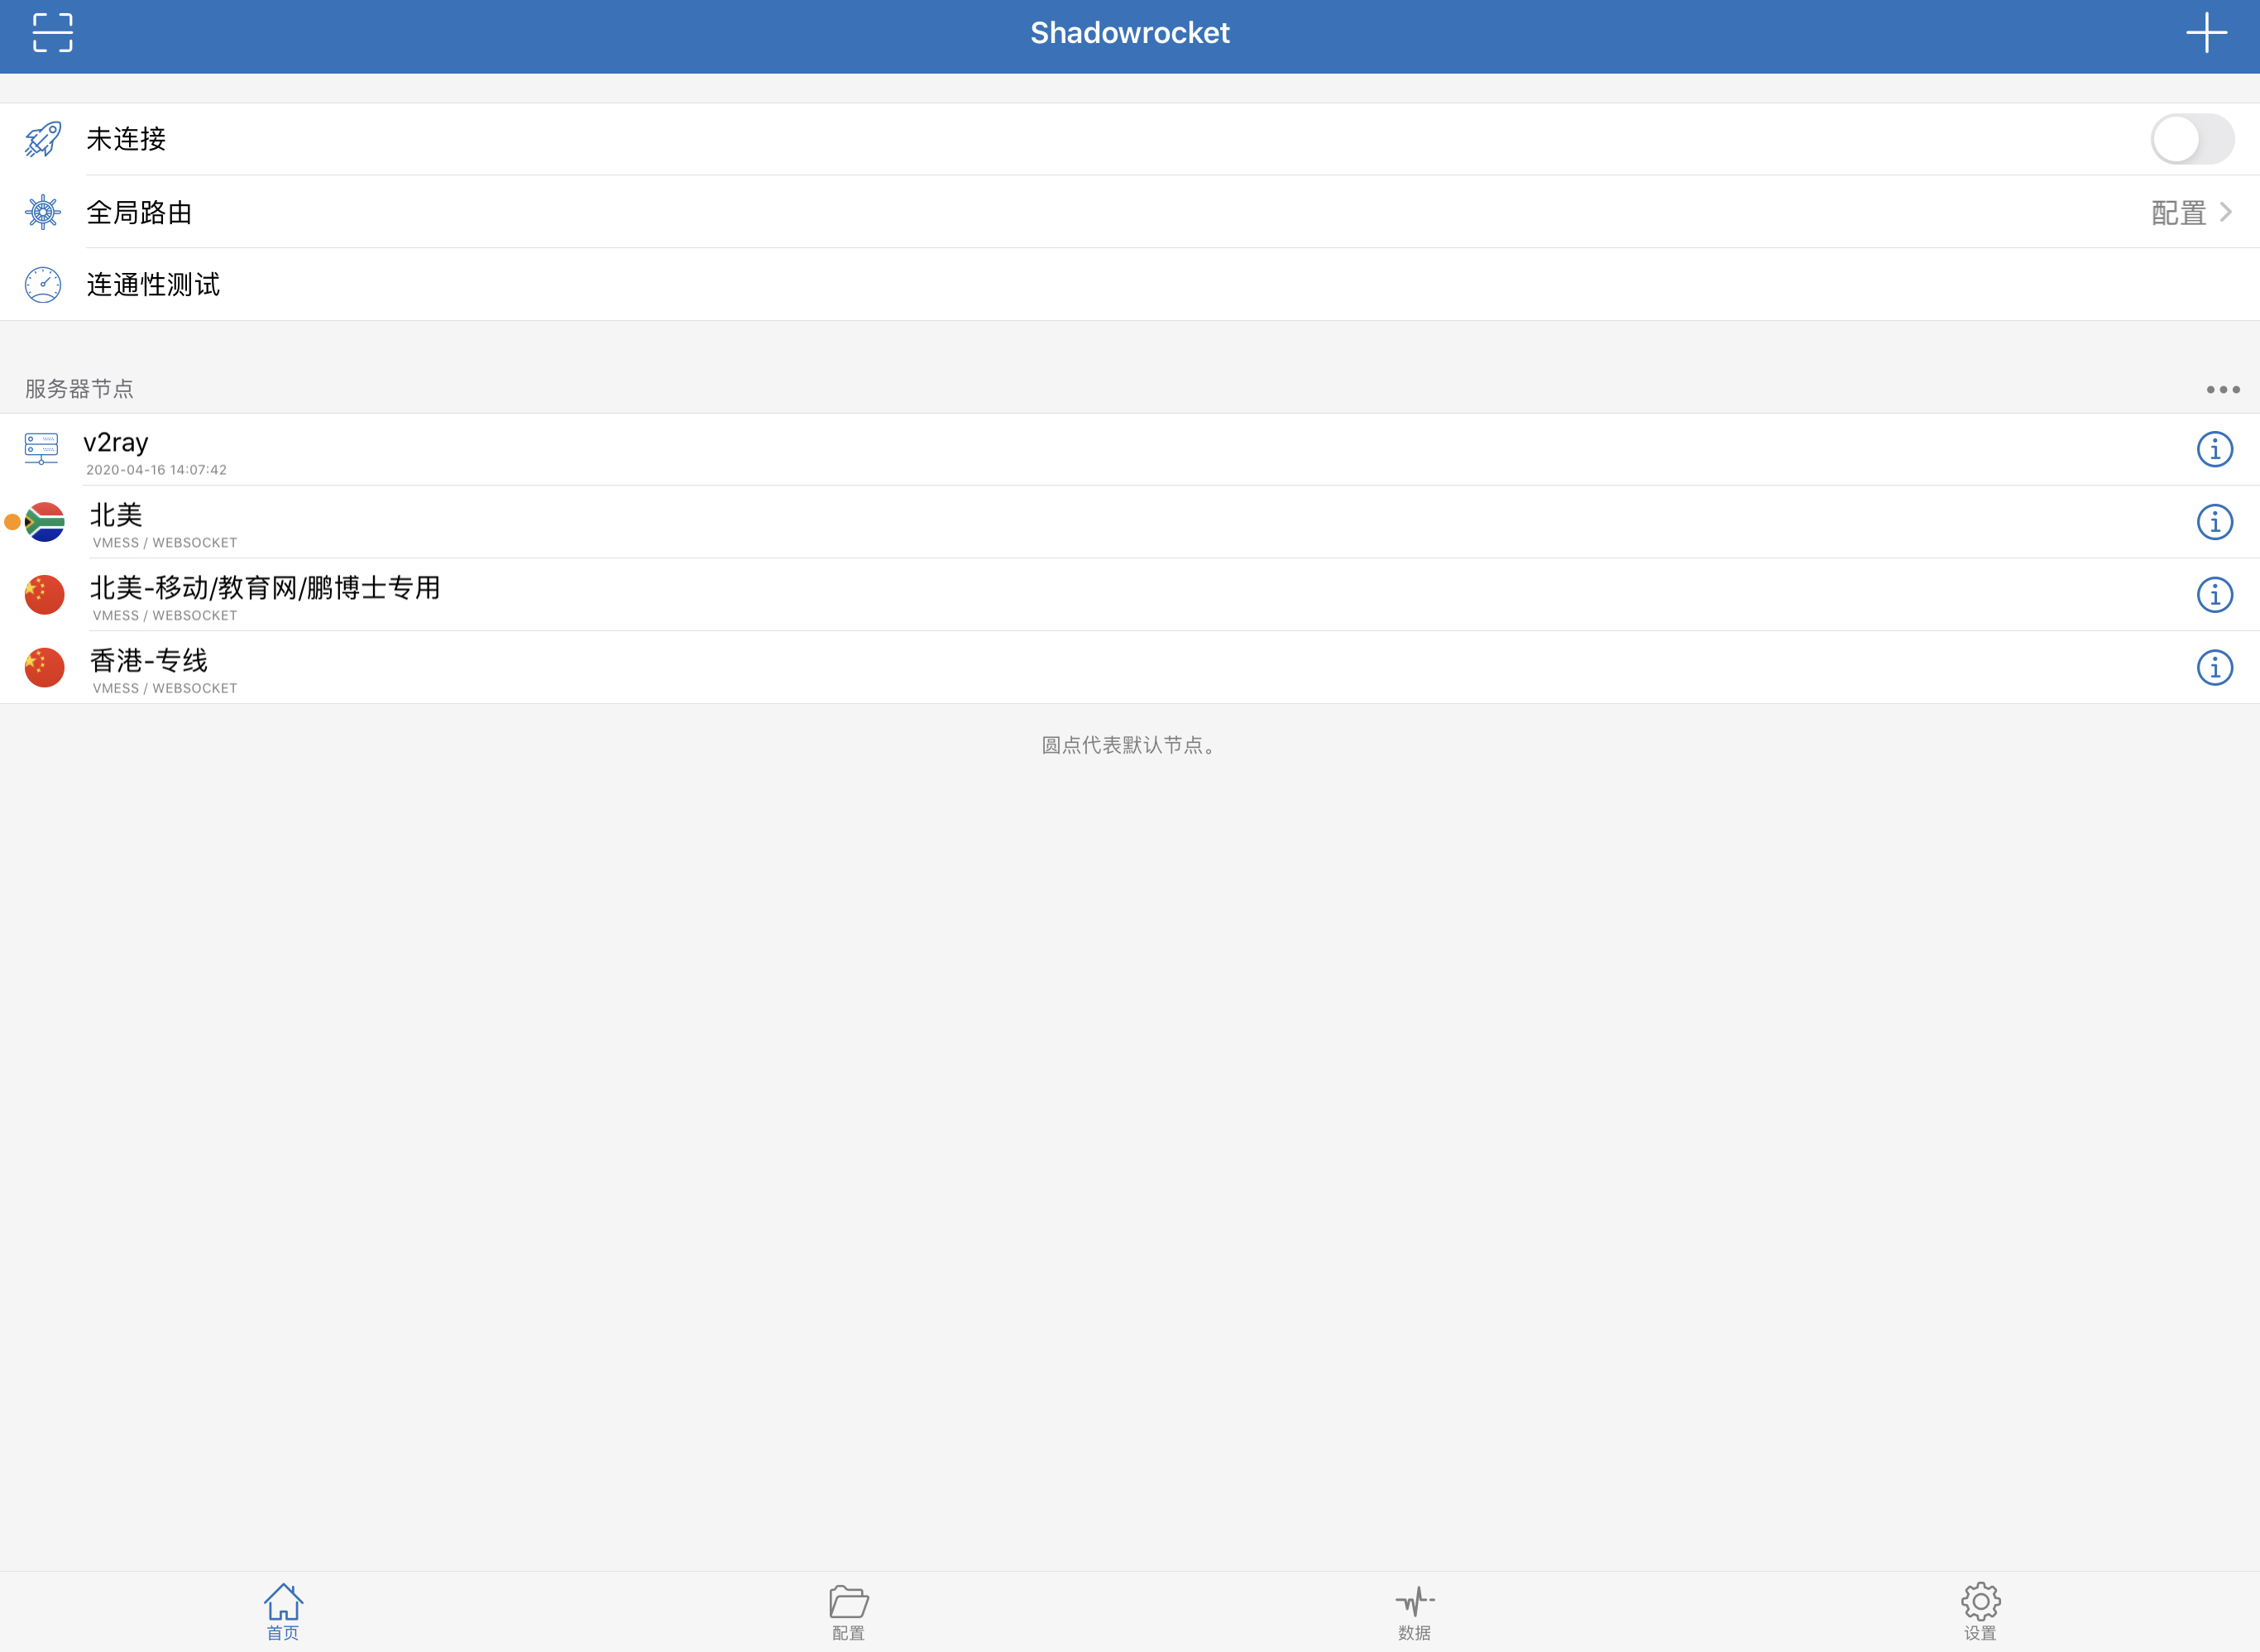 Shadowrocket
未连接
全局路由
配置
连通性测试
服务器节点
v2ray
2020-04-16 14:07:42
北美
VMESS / WEBSOCKET
北美-移动/教育网/鹏博士专用
VMESS / WEBSOCKET
香港-专线
VMESS / WEBSOCKET
圆点代表默认节点。
首页
配置
数据
设置